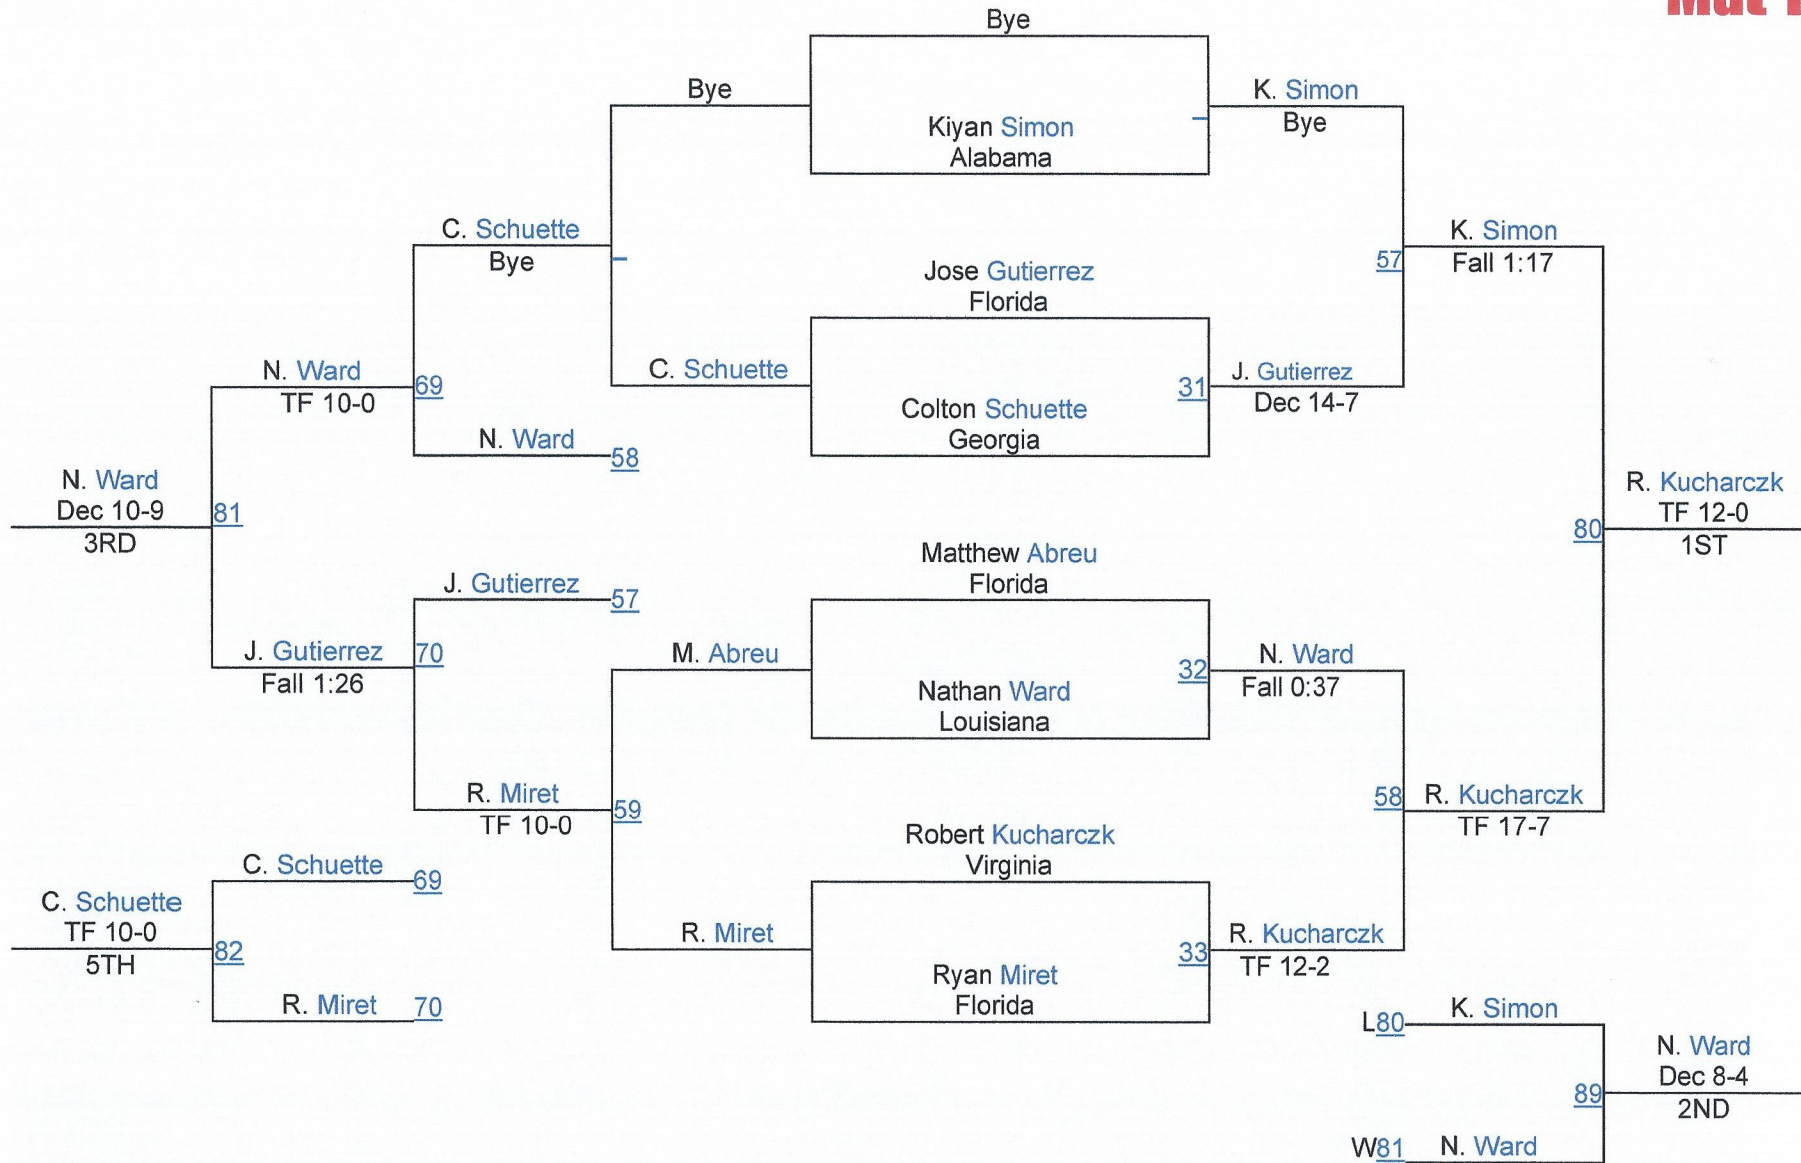 Bye
Bye
K. Simon
Bye
Kiyan Simon
Alabama
C. Schuette
Bye
K. Simon
57
Fall 1:17
Jose Gutierrez
Florida
N. Ward
69
TF 10-0
C. Schuette
31
J. Gutierrez
Dec 14-7
Colton Schuette
Georgia
N. Ward
58
N. Ward
Dec 10-9
81
3RD
R. Kucharczk
TF 12-0
80
1ST
Matthew Abreu
Florida
J. Gutierrez
57
J. Gutierrez
70
Fall 1:26
M. Abreu
32
N. Ward
Fall 0:37
Nathan Ward
Louisiana
R. Miret
59
TF 10-0
58
R. Kucharczk
TF 17-7
Robert Kucharczk
Virginia
C. Schuette
69
C. Schuette
TF 10-0
82
5TH
R. Miret
33
R. Kucharczk
TF 12-2
Ryan Miret
Florida
R. Miret
70
L80
K. Simon
N. Ward
Dec 8-4
89
2ND
W81
N. Ward